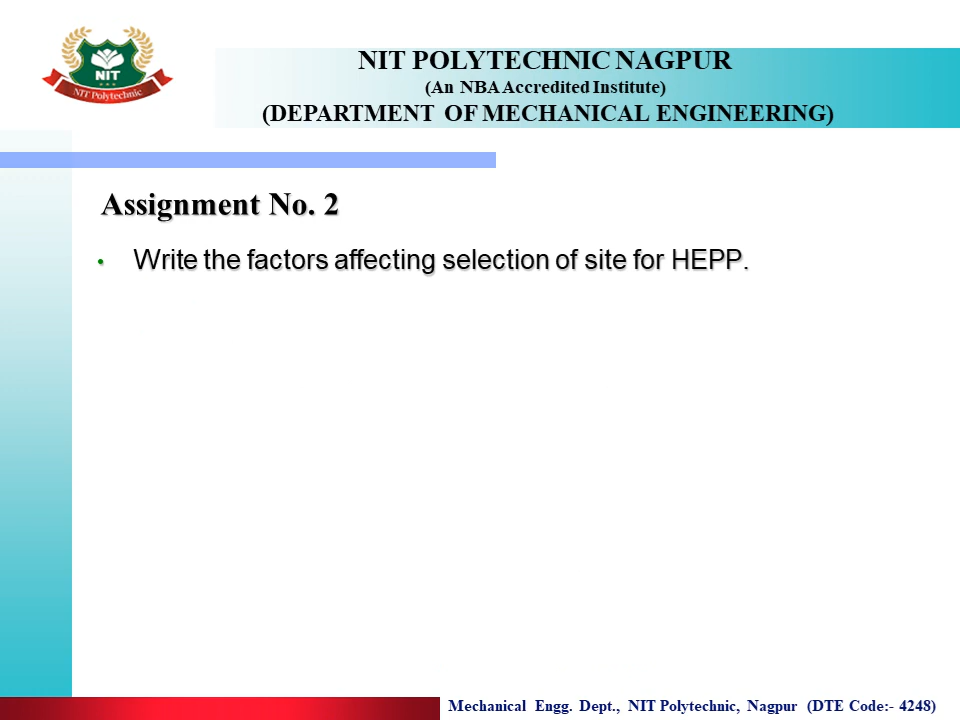 NIT
NIT Polytechnic
NIT POLYTECHNIC NAGPUR
(An NBA Accredited Institute)
(DEPARTMENT OF MECHANICAL ENGINEERING)
Assignment No. 2
• Write the factors affecting selection of site for HEPP.
Mechanical Engg. Dept., NIT Polytechnic, Nagpur (DTE Code:- 4248)